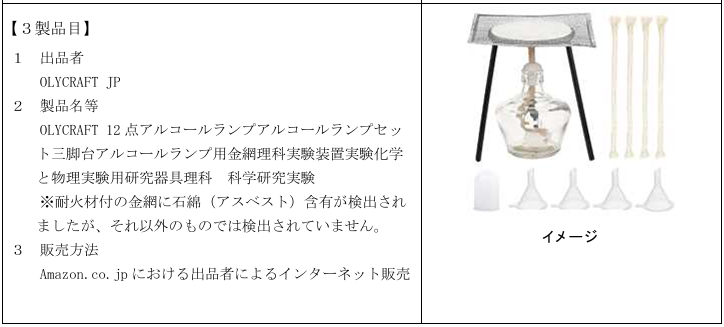 【３製品目】
１　出品者
OLYCRAFT JP
２　製品名等
OLYCRAFT 12 点アルコールランプアルコールランプセッ
ト三脚台アルコールランプ用金網理科実験装置実験化学
と物理実験用研究器具理科　科学研究実験
※耐火材付の金網に石綿（アスベスト）含有が検出され
ましたが、それ以外のものでは検出されていません。
３　販売方法
Amazon.co.jp における出品者によるインターネット販売
イメージ